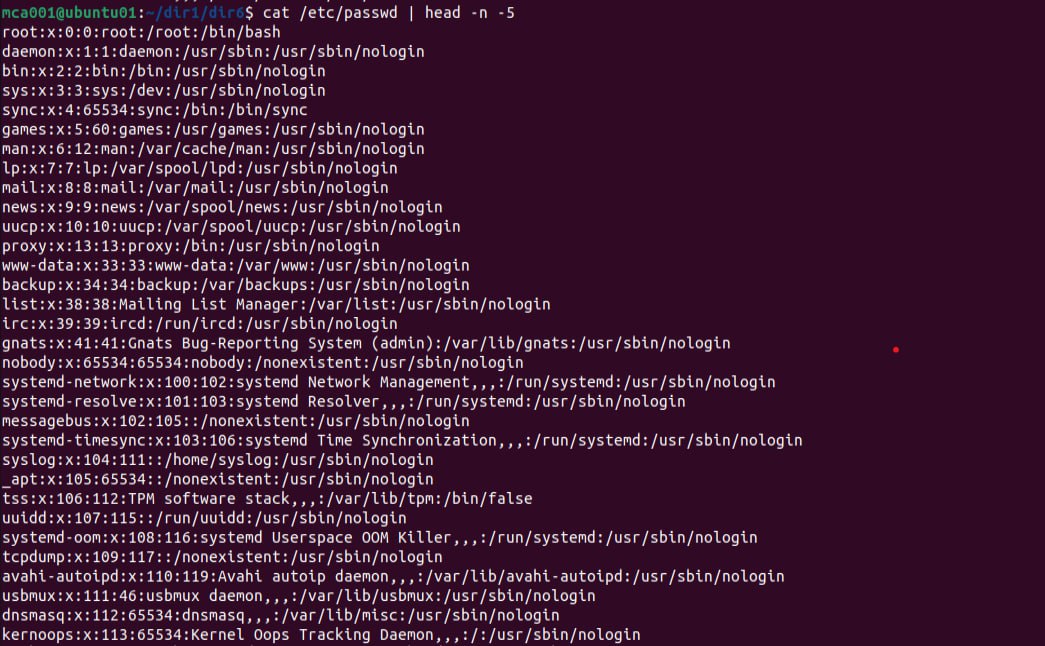 mca001@ubuntu01:~/dir1/dir6$ cat /etc/passwd | head -n -5
root:x:0:0:root:/root:/bin/bash
daemon:x:1:1:daemon:/usr/sbin:/usr/sbin/nologin
bin:x:2:2:bin:/bin:/usr/sbin/nologin
sys:x:3:3:sys:/dev:/usr/sbin/nologin
sync:x:4:65534:sync:/bin:/bin/sync
games:x:5:60:games:/usr/games:/usr/sbin/nologin
man:x:6:12:man:/var/cache/man:/usr/sbin/nologin
lp:x:7:7:lp:/var/spool/lpd:/usr/sbin/nologin
mail:x:8:8:mail:/var/mail:/usr/sbin/nologin
news:x:9:9:news:/var/spool/news:/usr/sbin/nologin
uucp:x:10:10:uucp:/var/spool/uucp:/usr/sbin/nologin
proxy:x:13:13:proxy:/bin:/usr/sbin/nologin
www-data:x:33:33:www-data:/var/www:/usr/sbin/nologin
backup:x:34:34:backup:/var/backups:/usr/sbin/nologin
list:x:38:38:Mailing List Manager:/var/list:/usr/sbin/nologin
irc:x:39:39:ircd:/run/ircd:/usr/sbin/nologin
gnats:x:41:41:Gnats Bug-Reporting System (admin):/var/lib/gnats:/usr/sbin/nologin
nobody:x:65534:65534:nobody:/nonexistent:/usr/sbin/nologin
systemd-network:x:100:102:systemd Network Management,,,:/run/systemd:/usr/sbin/nologin
systemd-resolve:x:101:103:systemd Resolver,,,:/run/systemd:/usr/sbin/nologin
messagebus:x:102:105::/nonexistent:/usr/sbin/nologin
systemd-timesync:x:103:106:systemd Time Synchronization,,,:/run/systemd:/usr/sbin/nologin
syslog:x:104:111::/home/syslog:/usr/sbin/nologin
_apt:x:105:65534::/nonexistent:/usr/sbin/nologin
tss:x:106:112:TPM software stack,,,:/var/lib/tpm:/bin/false
uuidd:x:107:115::/run/uuidd:/usr/sbin/nologin
systemd-oom:x:108:116:systemd Userspace OOM Killer,,,:/run/systemd:/usr/sbin/nologin
tcpdump:x:109:117::/nonexistent:/usr/sbin/nologin
avahi-autoipd:x:110:119:Avahi autoip daemon,,,:/var/lib/avahi-autoipd:/usr/sbin/nologin
usbmux:x:111:46:usbmux daemon,,,:/var/lib/usbmux:/usr/sbin/nologin
dnsmasq:x:112:65534:dnsmasq,,,:/var/lib/misc:/usr/sbin/nologin
kernoops:x:113:65534:Kernel Oops Tracking Daemon,,,:/:/usr/sbin/nologin